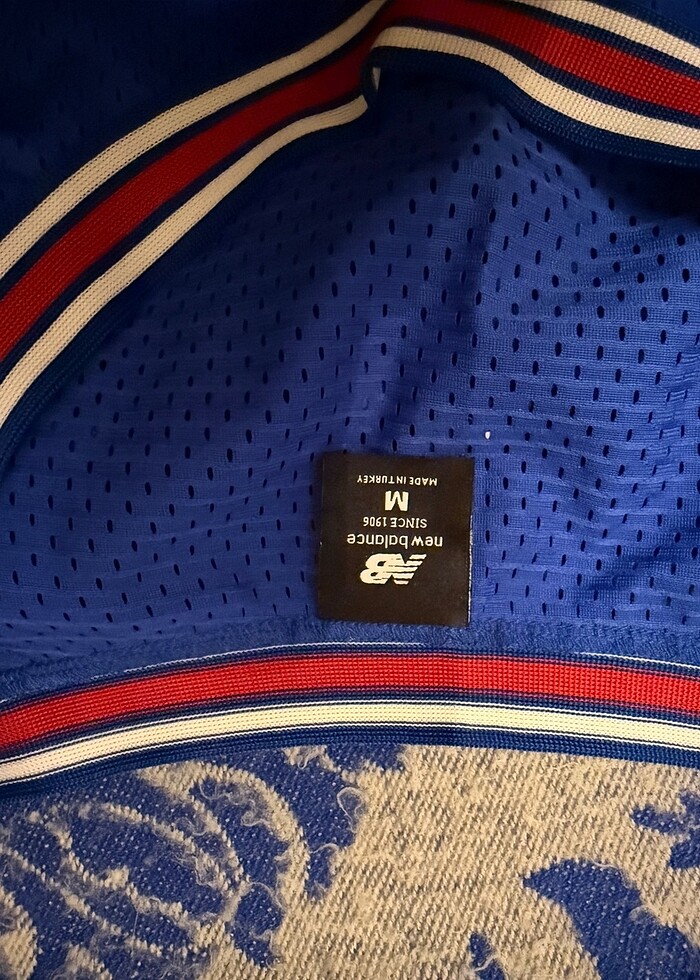 NB
new balance
SINCE 1906
M
MADE IN TURKEY